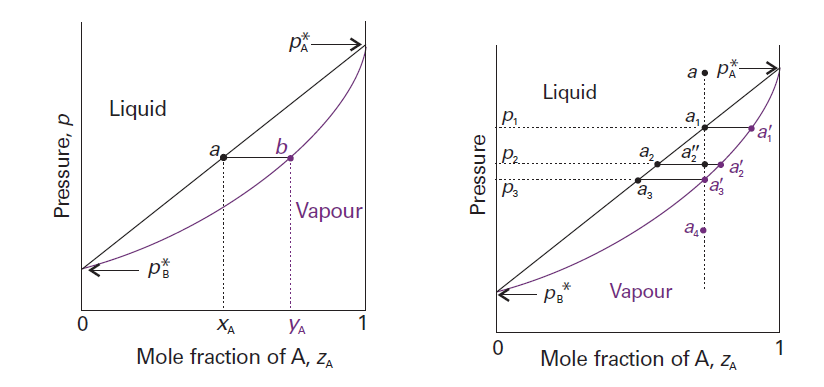 Pressure, p
p*A
Liquid
a
b
Vapour
p*B
0
xA
yA
1
Mole fraction of A, zA
Pressure
a
p*A
Liquid
p1
a1
a′1
p2
a2
a″2
a′2
p3
a3
a′3
a4
pB*
Vapour
0
1
Mole fraction of A, zA